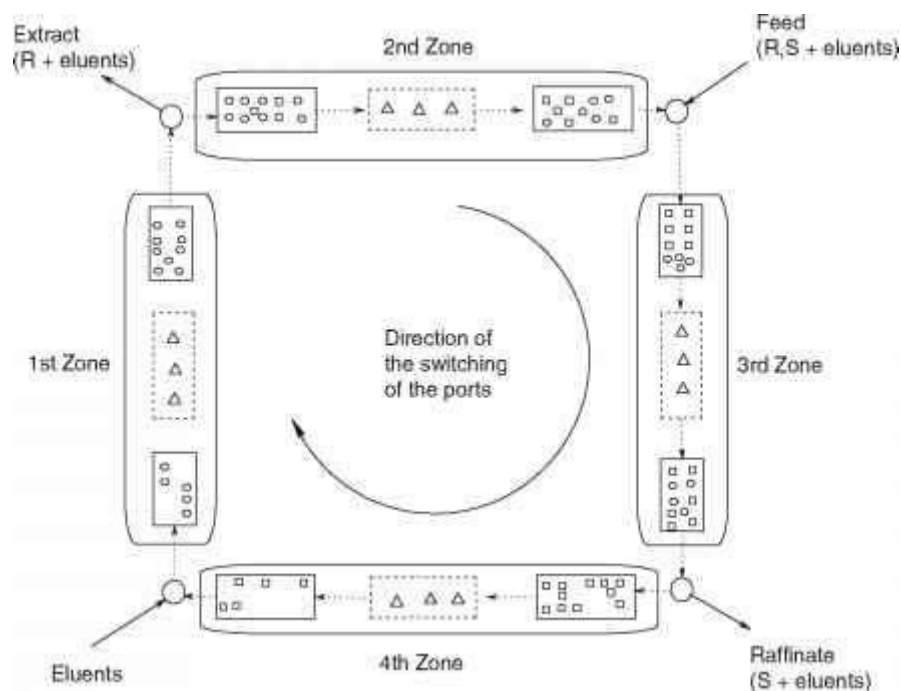 Extract
(R + eluents)
2nd Zone
Feed
(R,S + eluents)
1st Zone
Direction of
the switching
of the ports
3rd Zone
Eluents
4th Zone
Raffinate
(S + eluents)